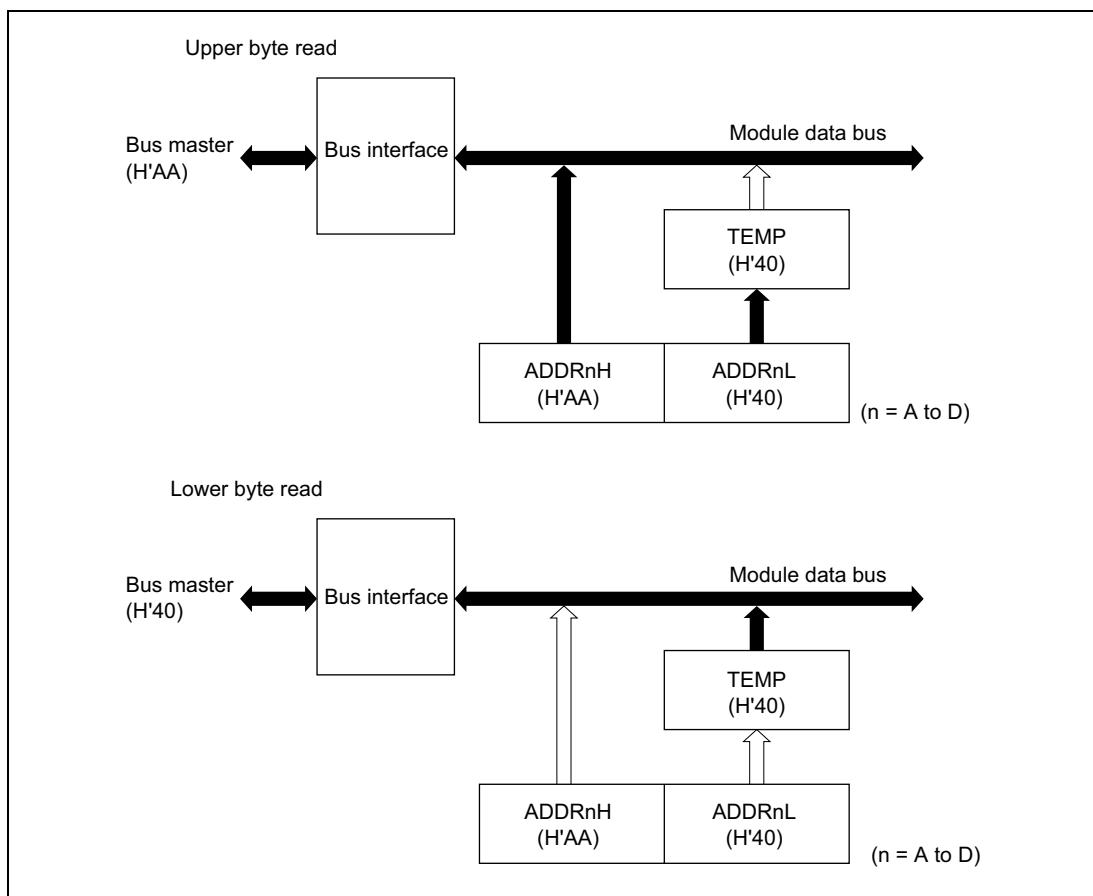 Upper byte read
Bus master
(H'AA)
Bus interface
Module data bus
TEMP
(H'40)
ADDRnH
(H'AA)
ADDRnL
(H'40)
(n = A to D)
Lower byte read
Bus master
(H'40)
Bus interface
Module data bus
TEMP
(H'40)
ADDRnH
(H'AA)
ADDRnL
(H'40)
(n = A to D)